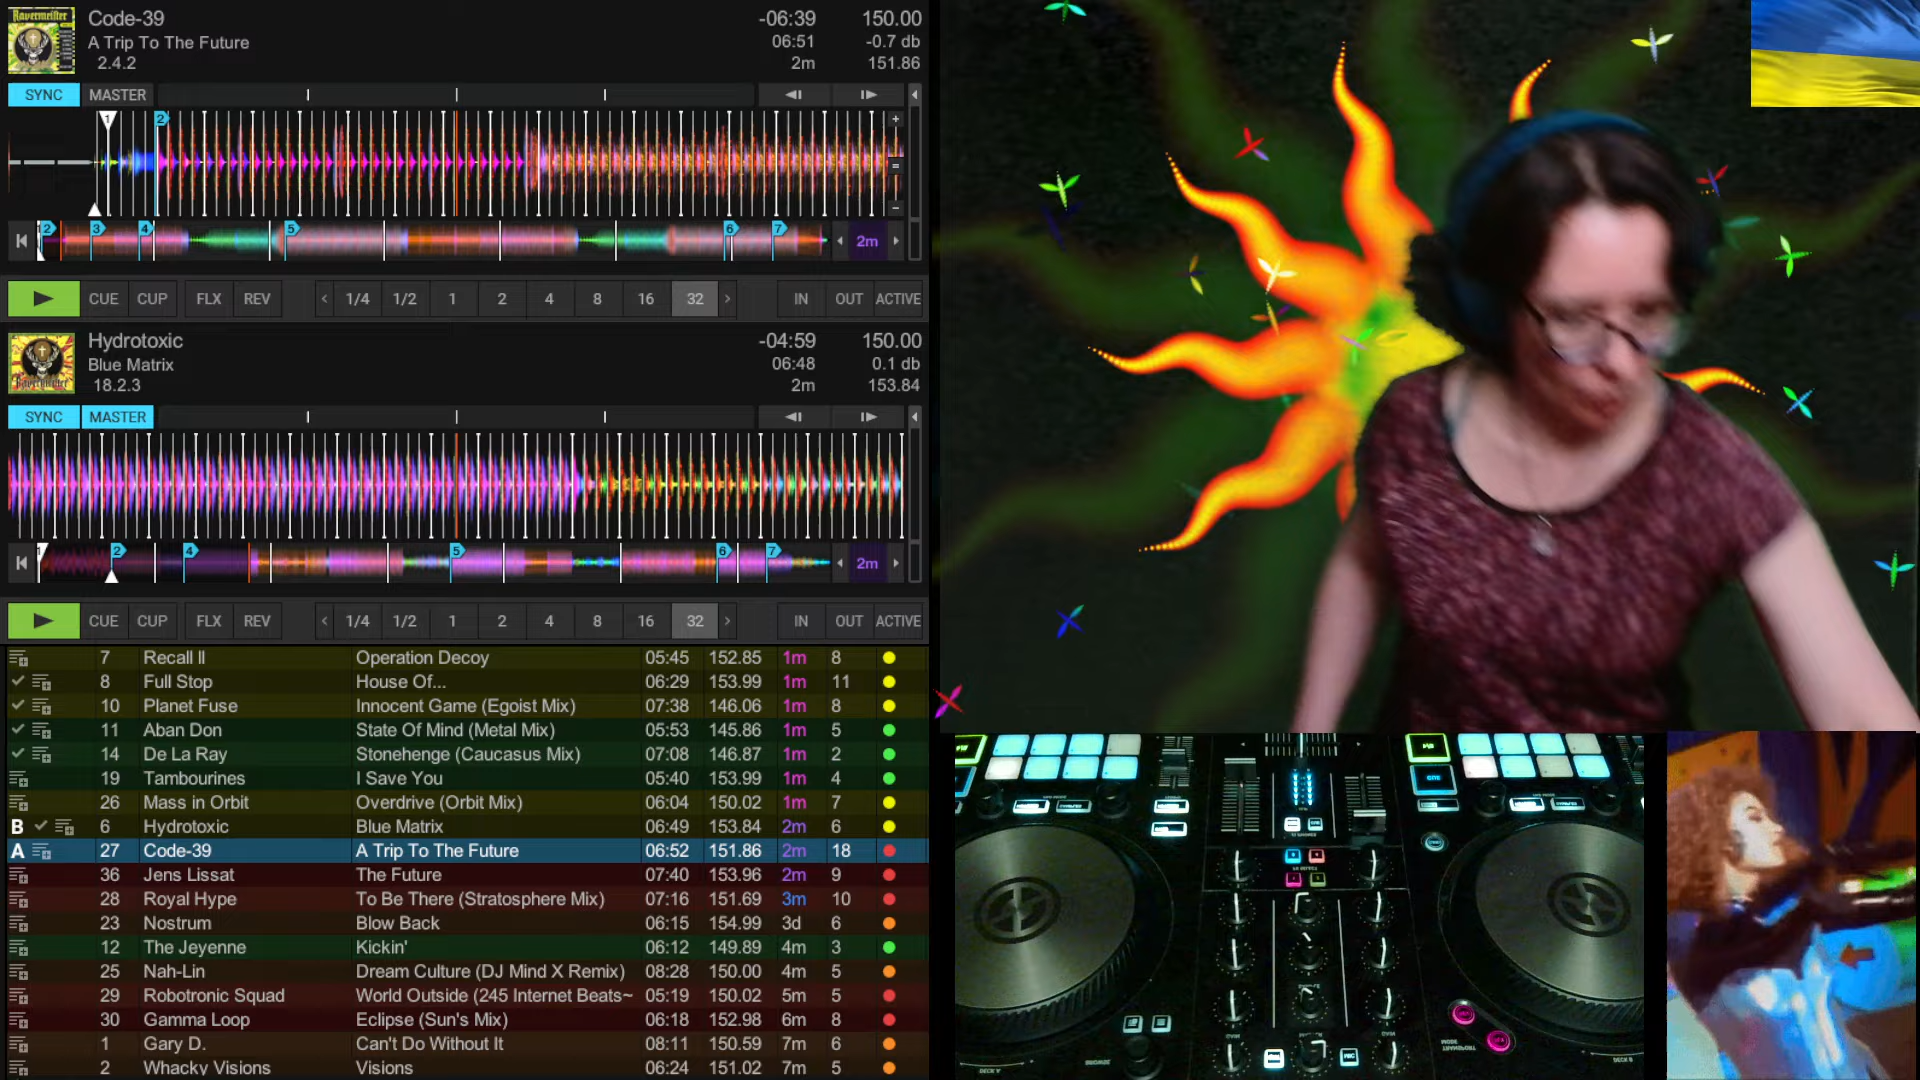 Code-39 -06:39 150.00
A Trip To The Future 06:51 -0.7 db
2.4.2 2m 151.86
SYNC MASTER
1 2
2 3 4 5 6 7 2m
CUE CUP FLX REV 1/4 1/2 1 2 4 8 16 32 IN OUT ACTIVE
Hydrotoxic -04:59 150.00
Blue Matrix 06:48 0.1 db
18.2.3 2m 153.84
SYNC MASTER
1 2 4 5 6 7 2m
CUE CUP FLX REV 1/4 1/2 1 2 4 8 16 32 IN OUT ACTIVE
7 Recall II Operation Decoy 05:45 152.85 1m 8
8 Full Stop House Of... 06:29 153.99 1m 11
10 Planet Fuse Innocent Game (Egoist Mix) 07:38 146.06 1m 8
11 Aban Don State Of Mind (Metal Mix) 05:53 145.86 1m 5
14 De La Ray Stonehenge (Caucasus Mix) 07:08 146.87 1m 2
19 Tambourines I Save You 05:40 153.99 1m 4
26 Mass in Orbit Overdrive (Orbit Mix) 06:04 150.02 1m 7
B 6 Hydrotoxic Blue Matrix 06:49 153.84 2m 6
A 27 Code-39 A Trip To The Future 06:52 151.86 2m 18
36 Jens Lissat The Future 07:40 153.96 2m 9
28 Royal Hype To Be There (Stratosphere Mix) 07:16 151.69 3m 10
23 Nostrum Blow Back 06:15 154.99 3d 6
12 The Jeyenne Kickin' 06:12 149.89 4m 3
25 Nah-Lin Dream Culture (DJ Mind X Remix) 08:28 150.00 4m 5
29 Robotronic Squad World Outside (245 Internet Beats~ 05:19 150.02 5m 5
30 Gamma Loop Eclipse (Sun's Mix) 06:18 152.98 6m 8
1 Gary D. Can't Do Without It 08:11 150.59 7m 6
2 Whacky Visions Visions 06:24 151.02 7m 5